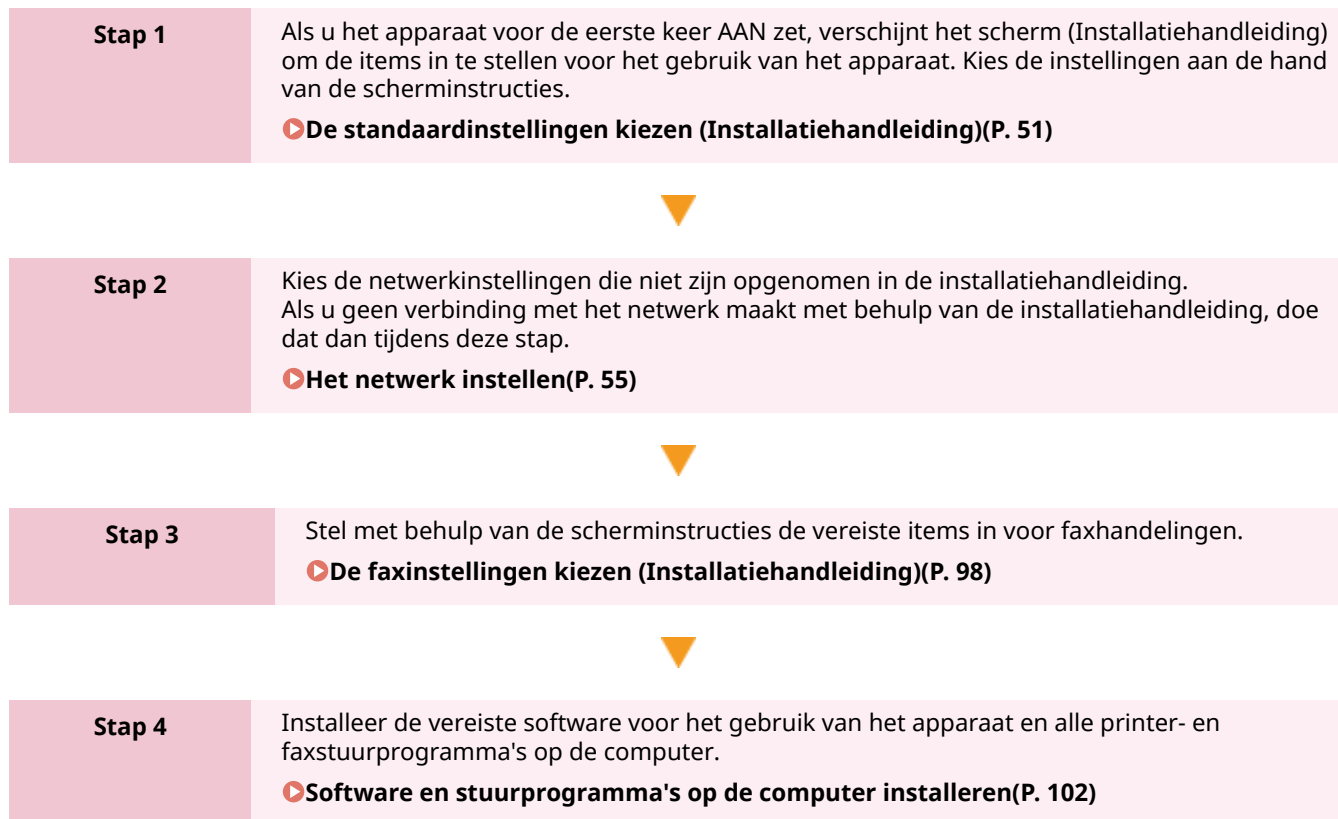 Stap 1
Als u het apparaat voor de eerste keer AAN zet, verschijnt het scherm (Installatiehandleiding)
om de items in te stellen voor het gebruik van het apparaat. Kies de instellingen aan de hand
van de scherminstructies.
De standaardinstellingen kiezen (Installatiehandleiding)(P. 51)
Stap 2
Kies de netwerkinstellingen die niet zijn opgenomen in de installatiehandleiding.
Als u geen verbinding met het netwerk maakt met behulp van de installatiehandleiding, doe
dat dan tijdens deze stap.
Het netwerk instellen(P. 55)
Stap 3
Stel met behulp van de scherminstructies de vereiste items in voor faxhandelingen.
De faxinstellingen kiezen (Installatiehandleiding)(P. 98)
Stap 4
Installeer de vereiste software voor het gebruik van het apparaat en alle printer- en
faxstuurprogramma's op de computer.
Software en stuurprogramma's op de computer installeren(P. 102)